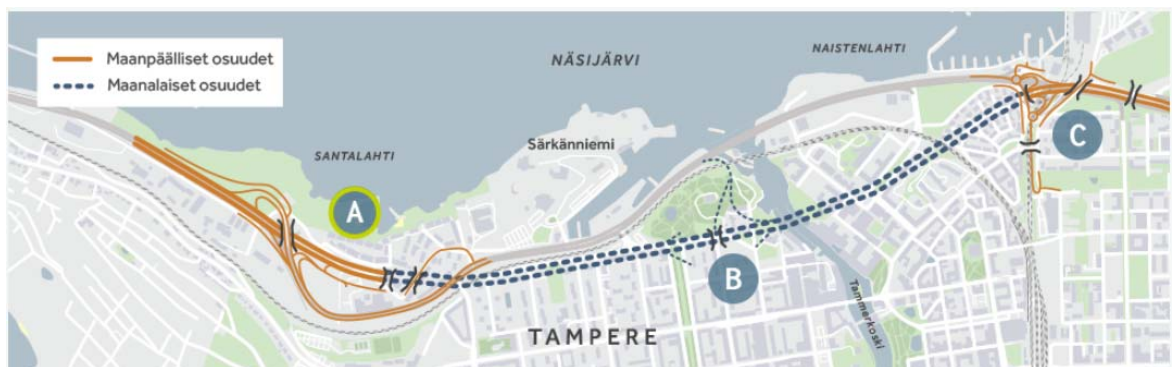 Maanpäälliset osuudet
Maanalaiset osuudet
NÄSIJÄRVI
NAISTENLAHTI
SANTALAHTI
Särkänniemi
A
B
C
TAMPERE
Tammerkoski